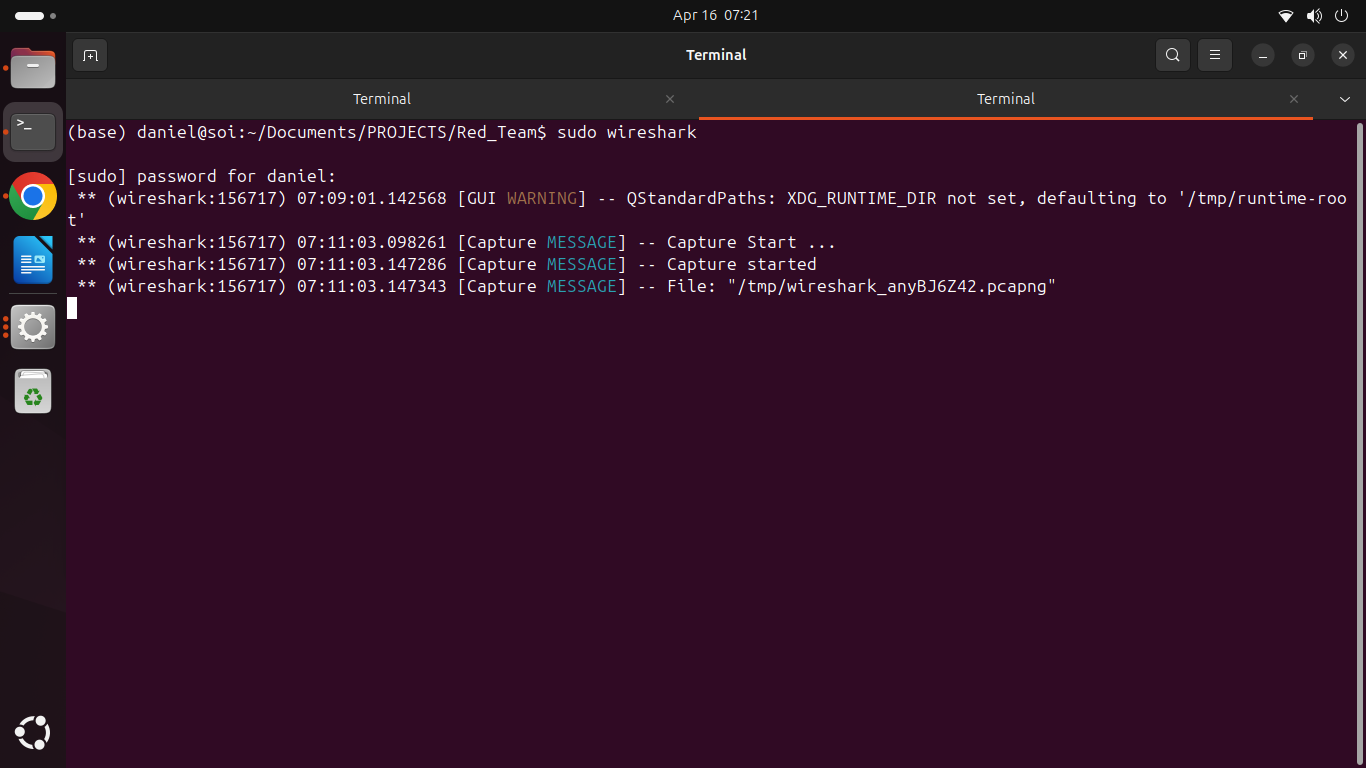 Apr 16 07:21
Terminal
Terminal
Terminal
(base) daniel@soi:~/Documents/PROJECTS/Red_Team$ sudo wireshark
[sudo] password for daniel:
** (wireshark:156717) 07:09:01.142568 [GUI WARNING] -- QStandardPaths: XDG_RUNTIME_DIR not set, defaulting to '/tmp/runtime-roo
t'
** (wireshark:156717) 07:11:03.098261 [Capture MESSAGE] -- Capture Start ...
** (wireshark:156717) 07:11:03.147286 [Capture MESSAGE] -- Capture started
** (wireshark:156717) 07:11:03.147343 [Capture MESSAGE] -- File: "/tmp/wireshark_anyBJ6Z42.pcapng"